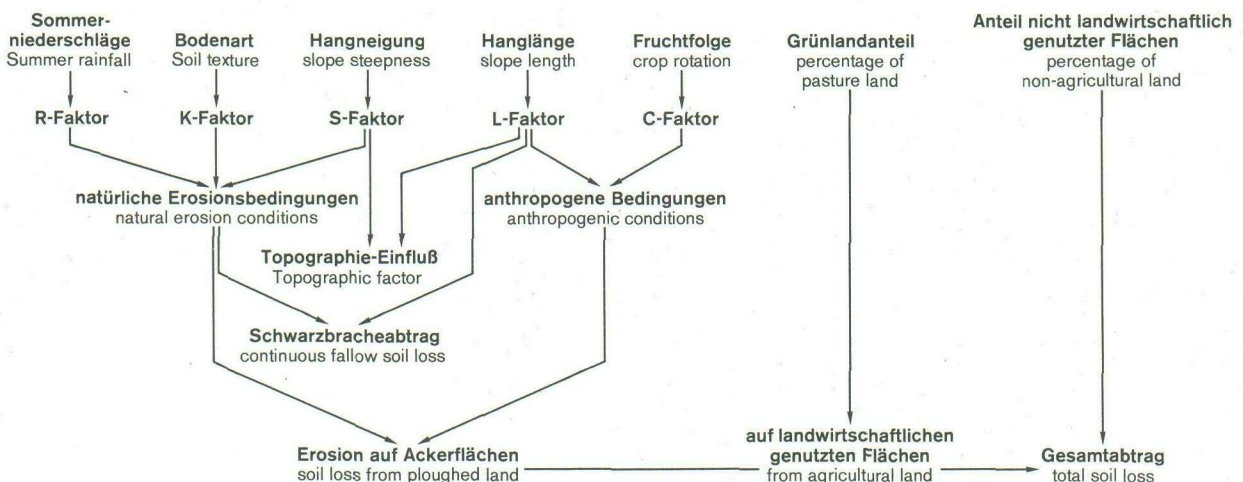 Sommer-
niederschläge
Summer rainfall
Bodenart
Soil texture
Hangneigung
slope steepness
Hanglänge
slope length
Fruchtfolge
crop rotation
Grünlandanteil
percentage of
pasture land
Anteil nicht landwirtschaftlich
genutzter Flächen
percentage of
non-agricultural land
R-Faktor
K-Faktor
S-Faktor
L-Faktor
C-Faktor
natürliche Erosionsbedingungen
natural erosion conditions
anthropogene Bedingungen
anthropogenic conditions
Topographie-Einfluß
Topographic factor
Schwarzbracheabtrag
continuous fallow soil loss
Erosion auf Ackerflächen
soil loss from ploughed land
auf landwirtschaftlichen
genutzten Flächen
from agricultural land
Gesamtabtrag
total soil loss